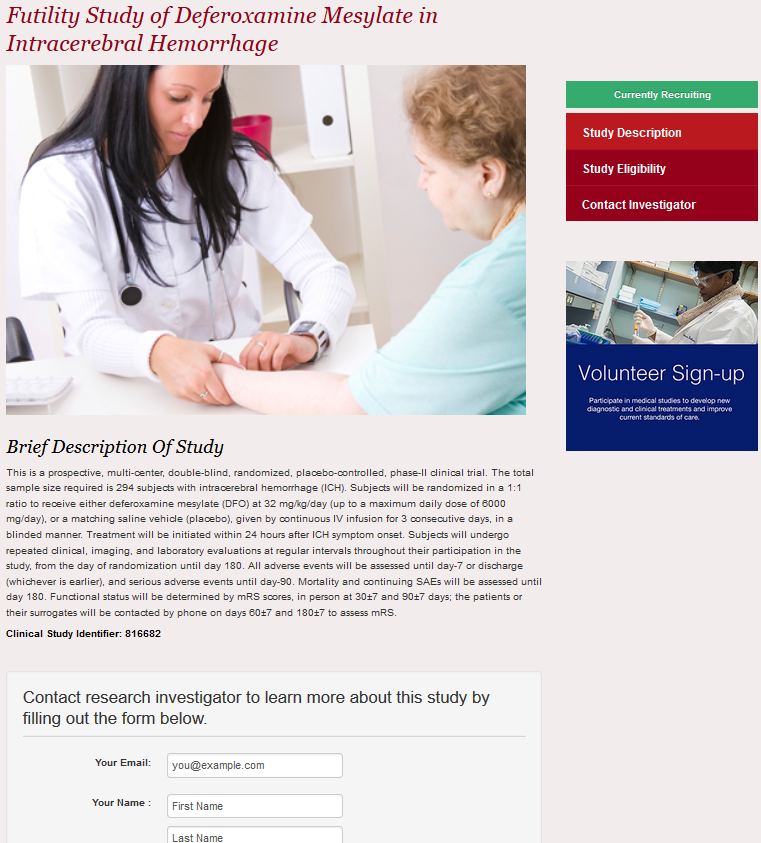 Futility Study of Deferoxamine Mesylate in
Intracerebral Hemorrhage
Currently Recruiting
Study Description
Study Eligibility
Contact Investigator
Volunteer Sign-up
Participate in medical studies to develop new
diagnostic and clinical treatments and improve
current standards of care.
Brief Description Of Study
This is a prospective, multi-center, double-blind, randomized, placebo-controlled, phase-II clinical trial. The total
sample size required is 294 subjects with intracerebral hemorrhage (ICH). Subjects will be randomized in a 1:1
ratio to receive either deferoxamine mesylate (DFO) at 32 mg/kg/day (up to a maximum daily dose of 6000
mg/day), or a matching saline vehicle (placebo), given by continuous IV infusion for 3 consecutive days, in a
blinded manner. Treatment will be initiated within 24 hours after ICH symptom onset. Subjects will undergo
repeated clinical, imaging, and laboratory evaluations at regular intervals throughout their participation in the
study, from the day of randomization until day 180. All adverse events will be assessed until day-7 or discharge
(whichever is earlier), and serious adverse events until day-90. Mortality and continuing SAEs will be assessed until
day 180. Functional status will be determined by mRS scores, in person at 30±7 and 90±7 days; the patients or
their surrogates will be contacted by phone on days 60±7 and 180±7 to assess mRS.
Clinical Study Identifier: 816682
Contact research investigator to learn more about this study by
filling out the form below.
Your Email:
you@example.com
Your Name :
First Name
Last Name